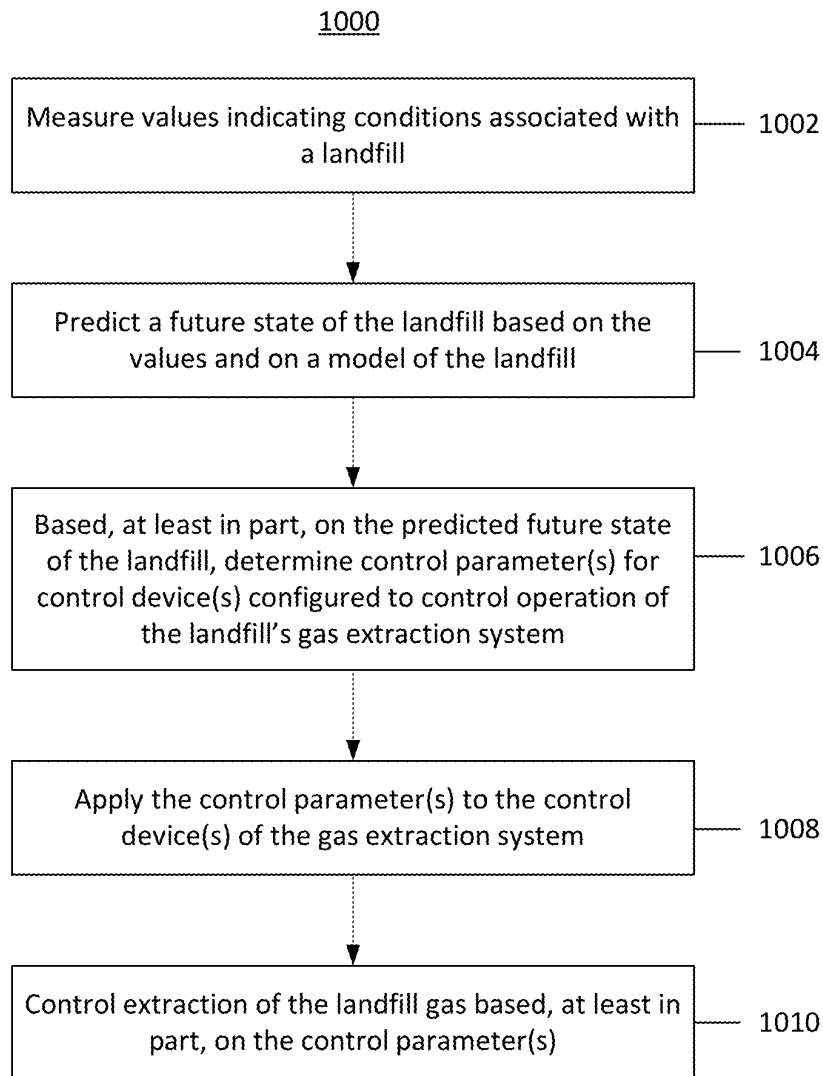 1000
Measure values indicating conditions associated with
a landfill
1002
Predict a future state of the landfill based on the
values and on a model of the landfill
1004
Based, at least in part, on the predicted future state
of the landfill, determine control parameter(s) for
control device(s) configured to control operation of
the landfill's gas extraction system
1006
Apply the control parameter(s) to the control
device(s) of the gas extraction system
1008
Control extraction of the landfill gas based, at least in
part, on the control parameter(s)
1010